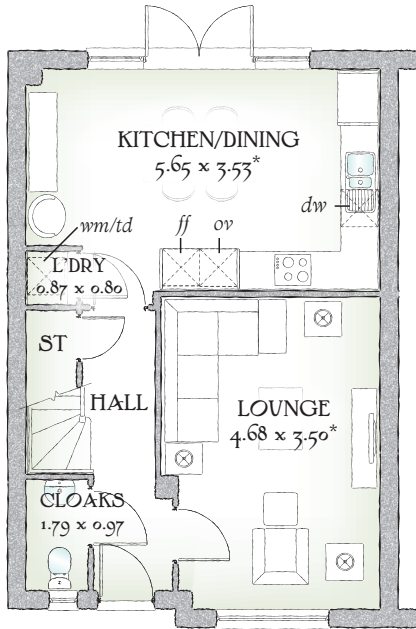 KITCHEN/DINING
5.65 x 3.53*
dw
wm/td
ff
ov
L'DRY
0.87 x 0.80
ST
HALL
LOUNGE
4.68 x 3.50*
CLOAKS
1.79 x 0.97